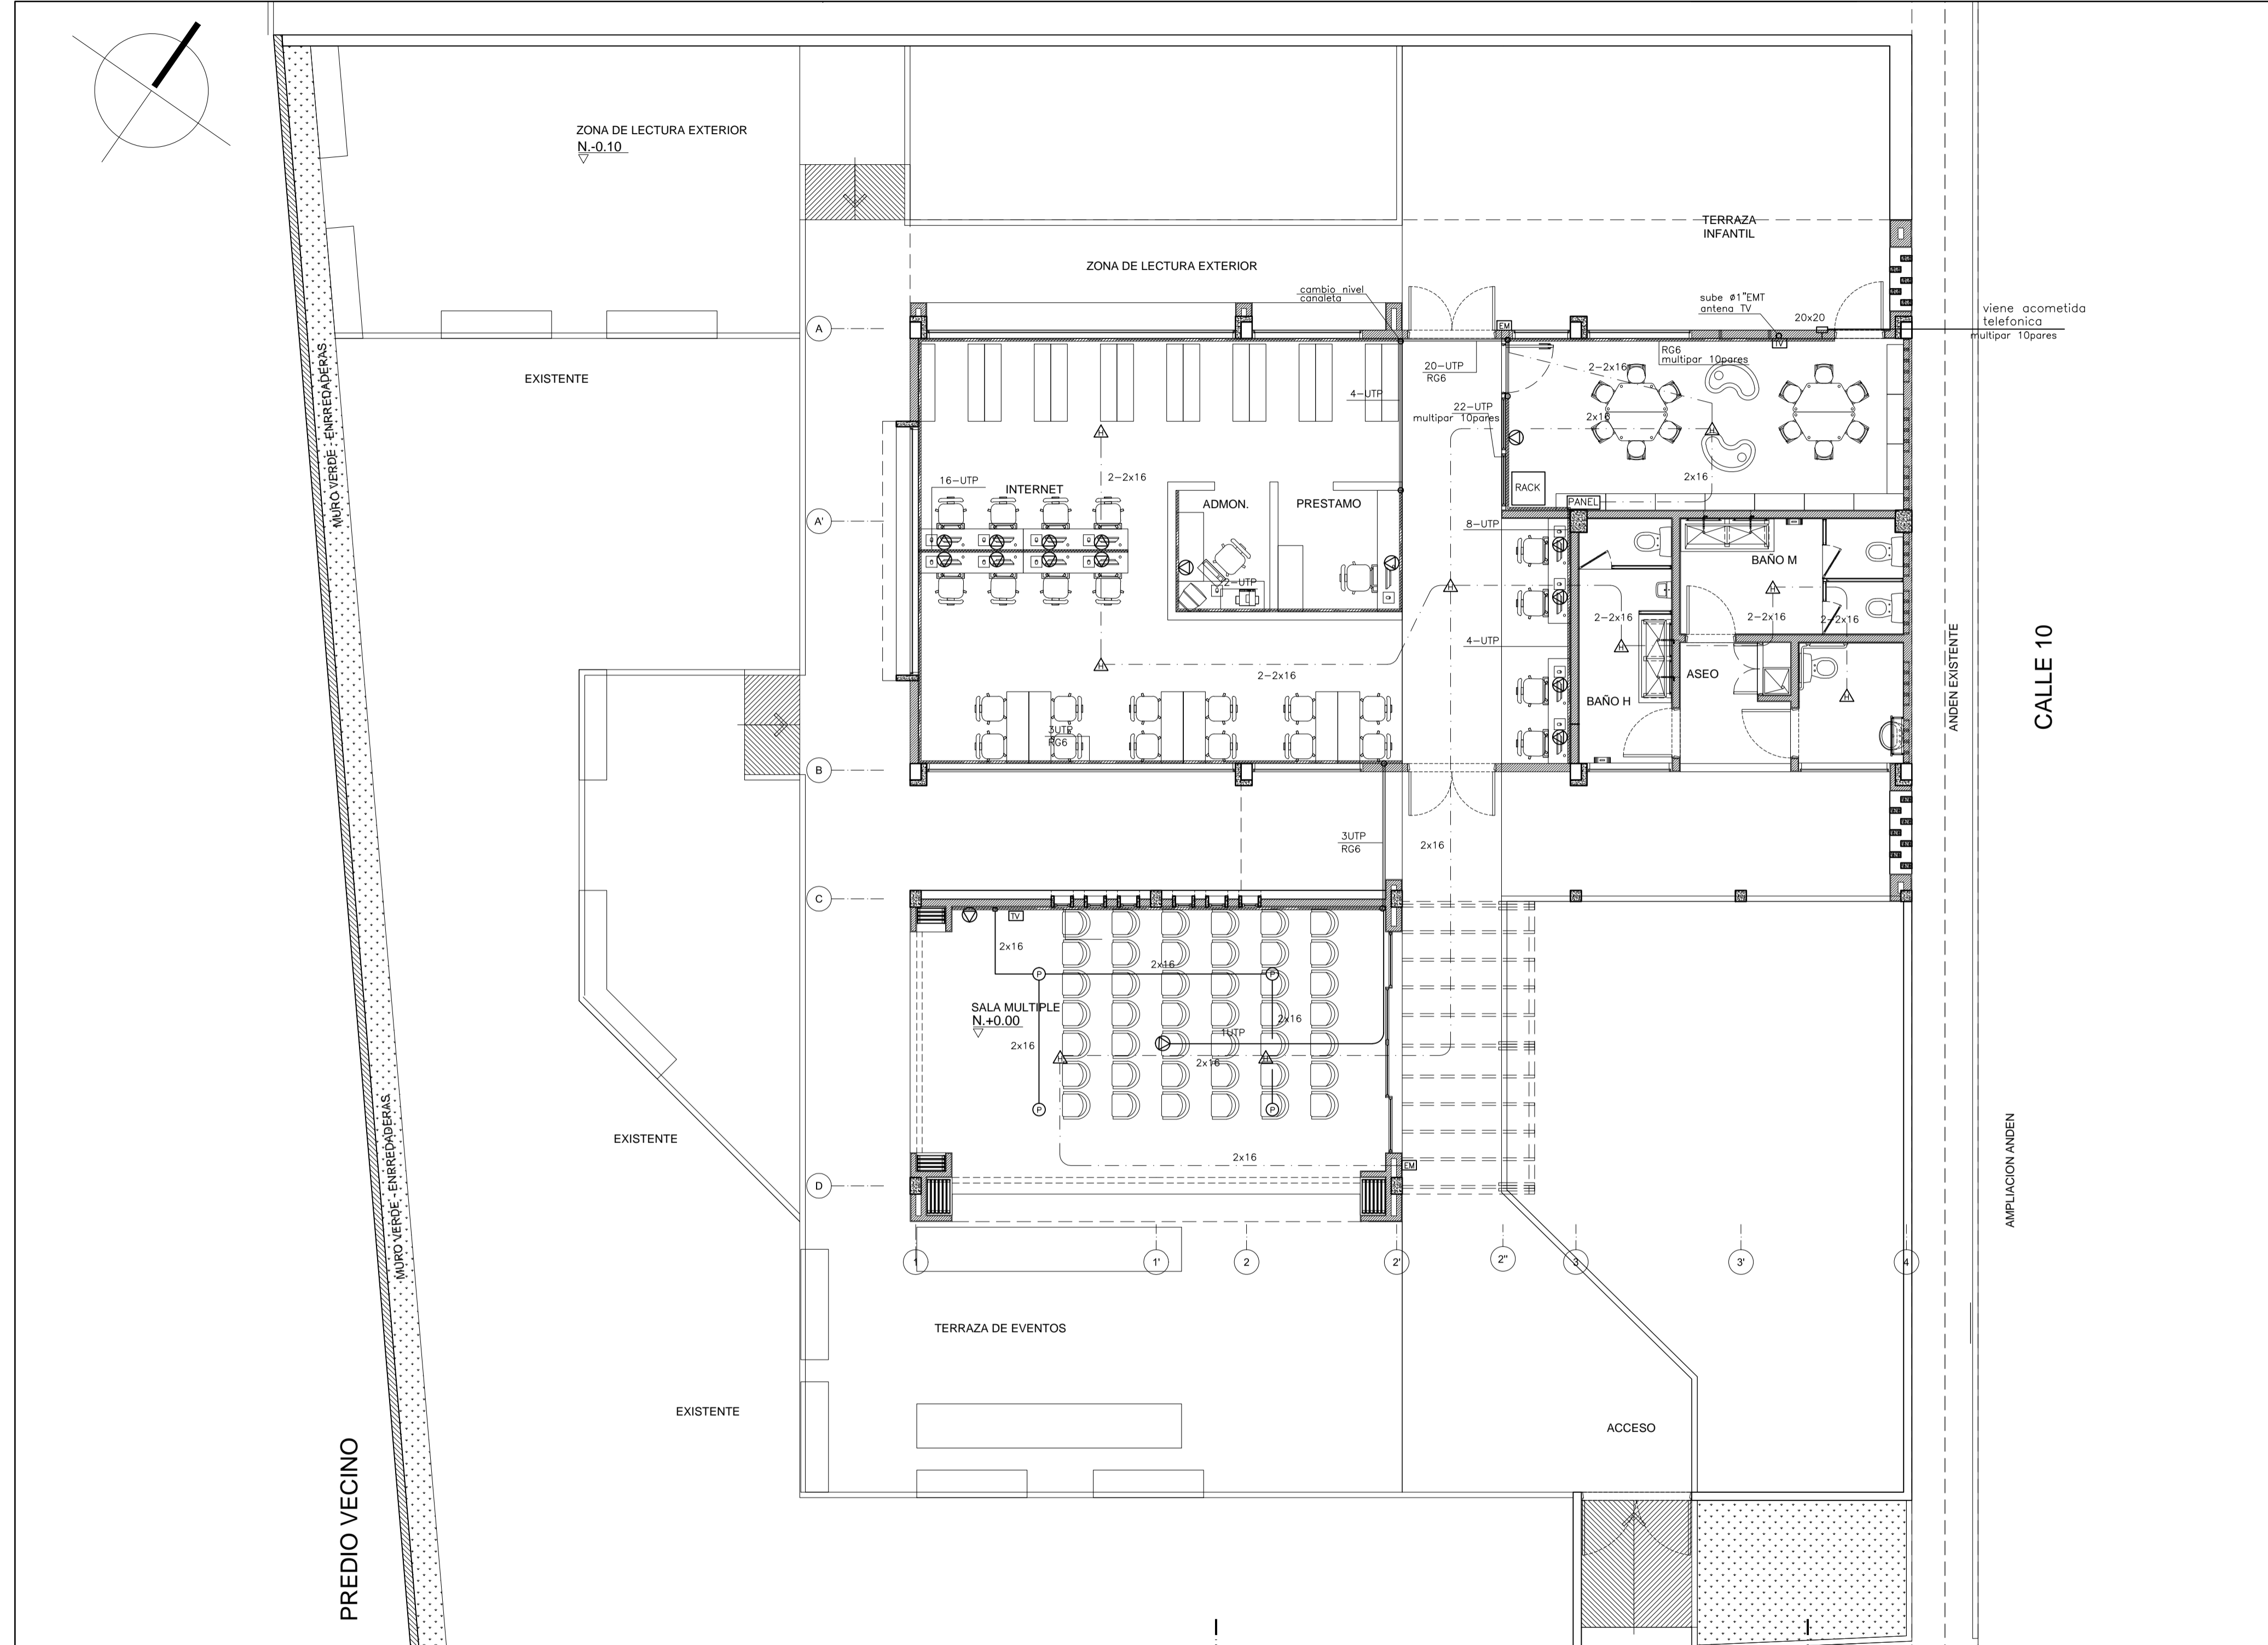 ZONA DE LECTURA EXTERIOR
N.-0.10
TERRAZA
INFANTIL
ZONA DE LECTURA EXTERIOR
cambio nivel
canaleta
sube ø1"EMT
antena TV
20x20
viene acometida
telefonica
multipar 10pares
A
EM
TV
RG6
multipar 10pares
20-UTP
RG6
2-2x16
EXISTENTE
4-UTP
22-UTP
multipar 10pares
2x16
H
H
MURO VERDE - ENRREDADERAS
16-UTP
INTERNET
2-2x16
ADMON.
PRESTAMO
RACK
2x16
PANEL
A'
8-UTP
BAÑO M
2-UTP
H
H
2-2x16
2-2x16
2-2x16
4-UTP
H
H
2-2x16
ASEO
BAÑO H
H
ANDEN EXISTENTE
CALLE 10
3UTP
RG6
B
3UTP
RG6
2x16
C
TV
2x16
2x16
P
P
SALA MULTIPLE
N.+0.00
2x16
1UTP
2x16
H
H
2x16
P
P
EXISTENTE
MURO VERDE - ENRREDADERAS
2x16
EM
D
AMPLIACION ANDEN
1
1'
2
2'
2"
3
3'
4
TERRAZA DE EVENTOS
EXISTENTE
ACCESO
PREDIO VECINO